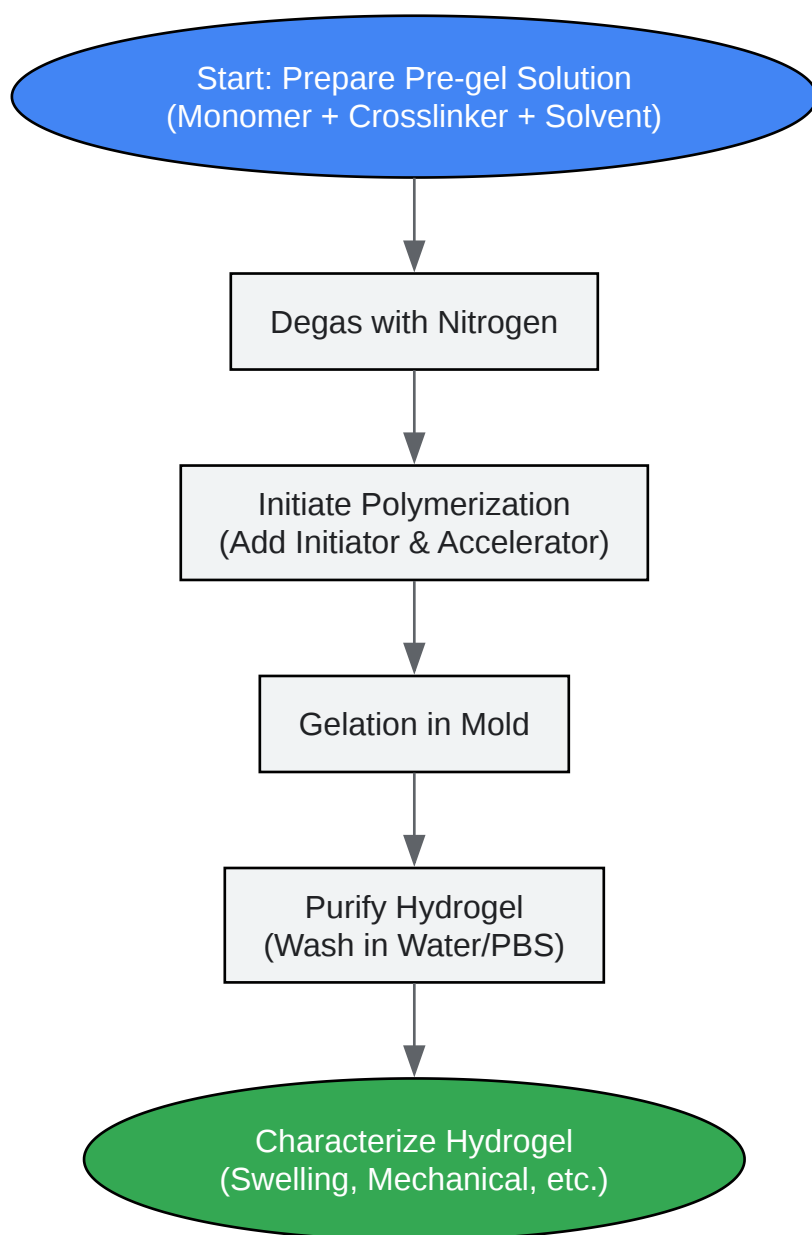 Start: Prepare Pre-gel Solution
(Monomer + Crosslinker + Solvent)
Degas with Nitrogen
Initiate Polymerization
(Add Initiator & Accelerator)
Gelation in Mold
Purify Hydrogel
(Wash in Water/PBS)
Characterize Hydrogel
(Swelling, Mechanical, etc.)